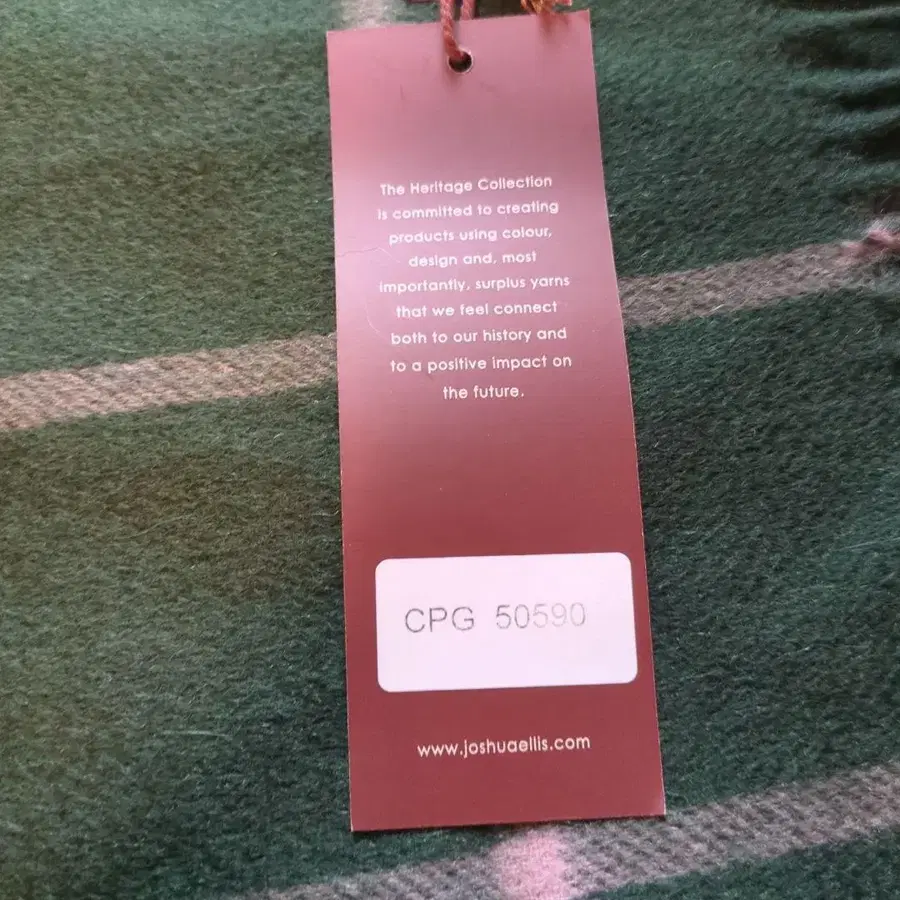 The Heritage Collection
is committed to creating
products using colour,
design and, most
importantly, surplus yarns
that we feel connect
both to our history and
to a positive impact on
the future.
CPG 50590
www.joshuaellis.com